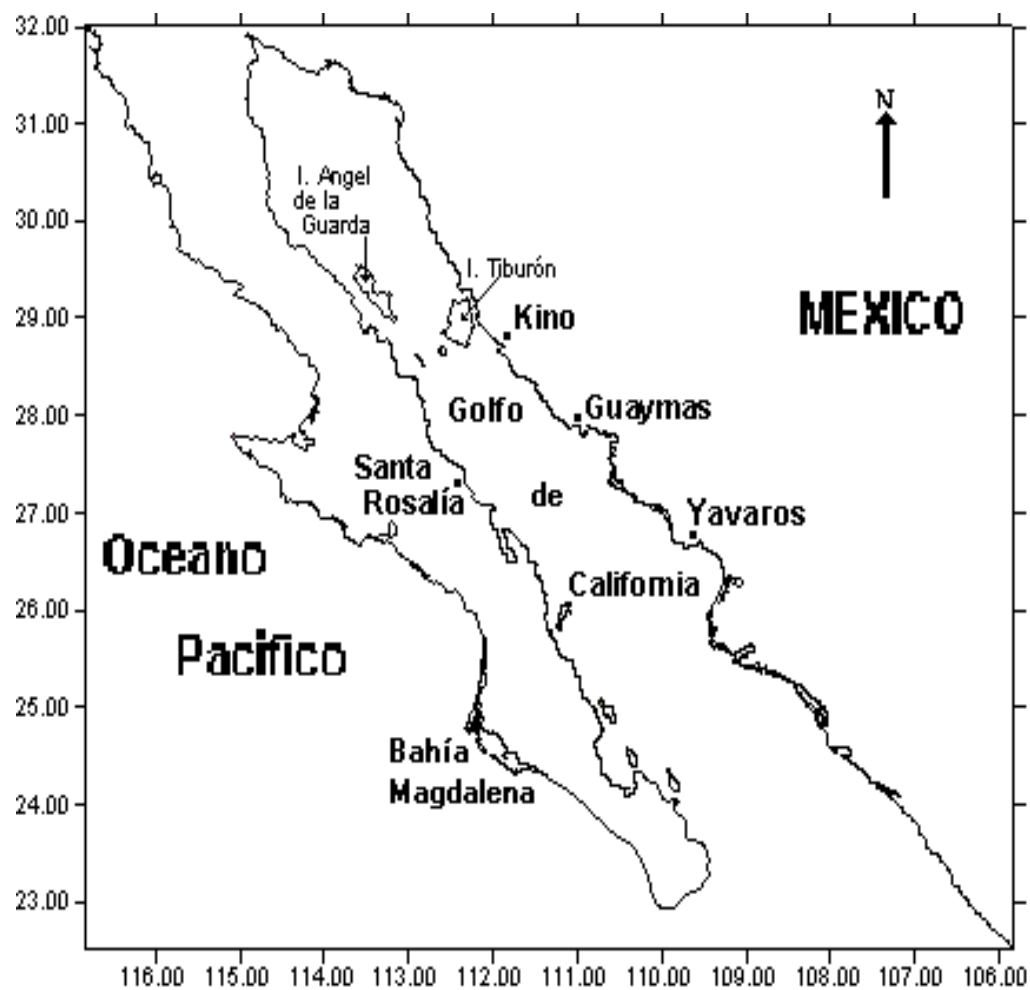 32.00
31.00
30.00
29.00
28.00
27.00
26.00
25.00
24.00
23.00
N
I. Angel
de la
Guarda
I. Tiburón
MEXICO
Kino
Golfo
Guaymas
Santa
Rosalía
de
Yavaros
Oceano
California
Pacifico
Bahía
Magdalena
116.00 115.00 114.00 113.00 112.00 111.00 110.00 109.00 108.00 107.00 106.00